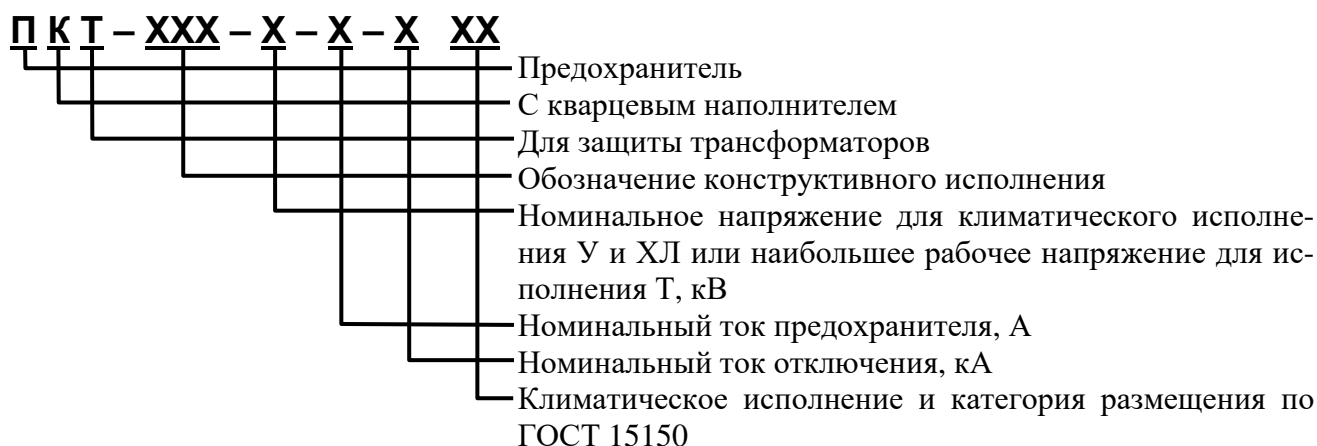 П К Т – ХХХ – Х – Х – Х ХХ
Предохранитель
С кварцевым наполнителем
Для защиты трансформаторов
Обозначение конструктивного исполнения
Номинальное напряжение для климатического исполне-
ния У и ХЛ или наибольшее рабочее напряжение для ис-
полнения Т, кВ
Номинальный ток предохранителя, А
Номинальный ток отключения, кА
Климатическое исполнение и категория размещения по
ГОСТ 15150